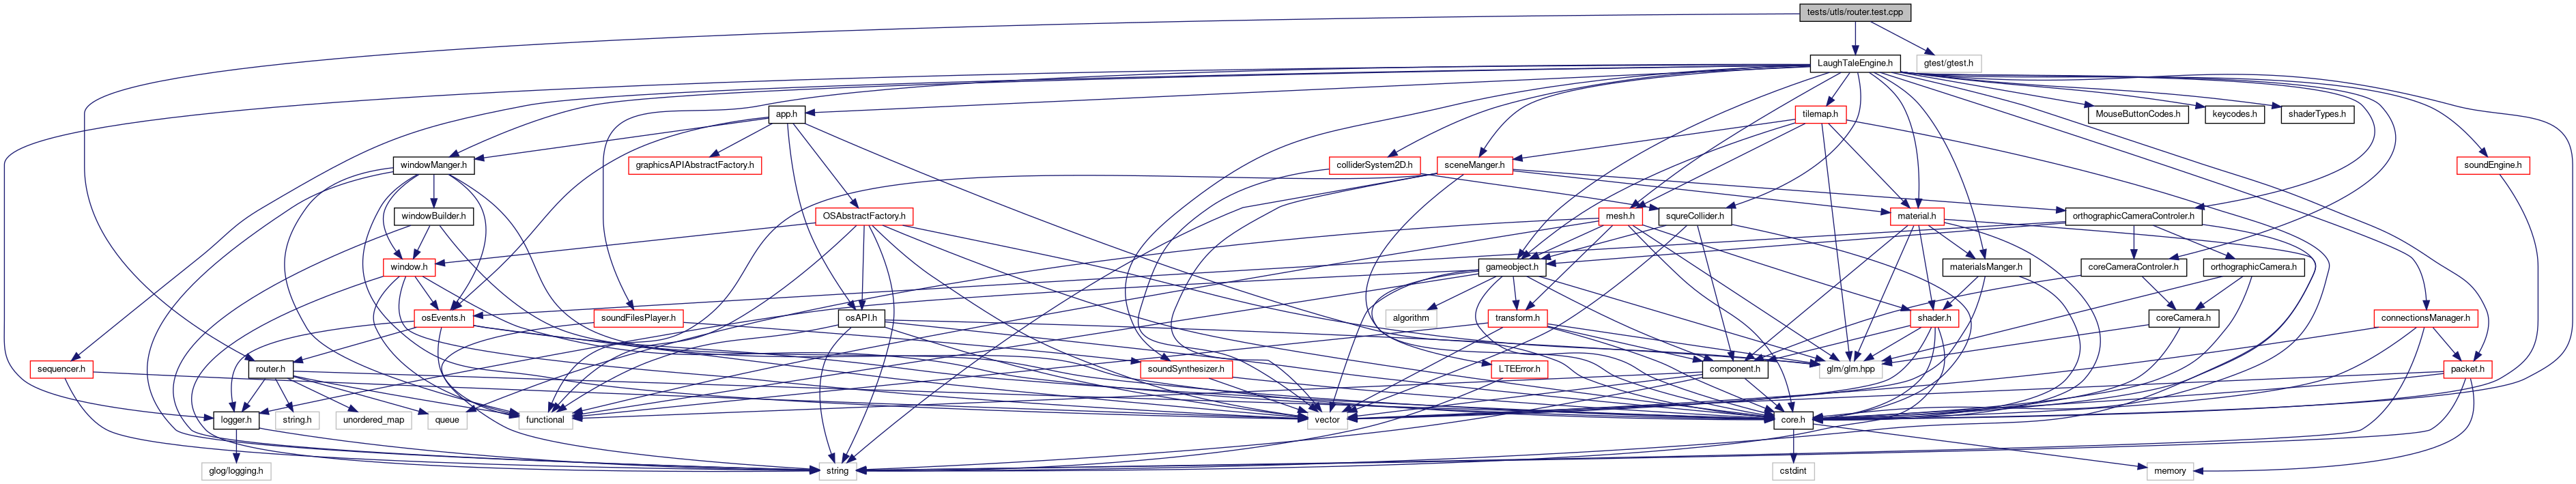 tests/utls/router.test.cpp
LaughTaleEngine.h
gtest/gtest.h
app.h
tilemap.h
MouseButtonCodes.h
keycodes.h
shaderTypes.h
windowManger.h
graphicsAPIAbstractFactory.h
colliderSystem2D.h
sceneManger.h
soundEngine.h
windowBuilder.h
OSAbstractFactory.h
mesh.h
squreCollider.h
material.h
orthographicCameraControler.h
window.h
gameobject.h
materialsManger.h
coreCameraControler.h
orthographicCamera.h
osEvents.h
soundFilesPlayer.h
osAPI.h
algorithm
transform.h
shader.h
coreCamera.h
connectionsManager.h
sequencer.h
router.h
soundSynthesizer.h
LTEError.h
component.h
glm/glm.hpp
packet.h
logger.h
string.h
unordered_map
queue
functional
vector
core.h
glog/logging.h
string
cstdint
memory